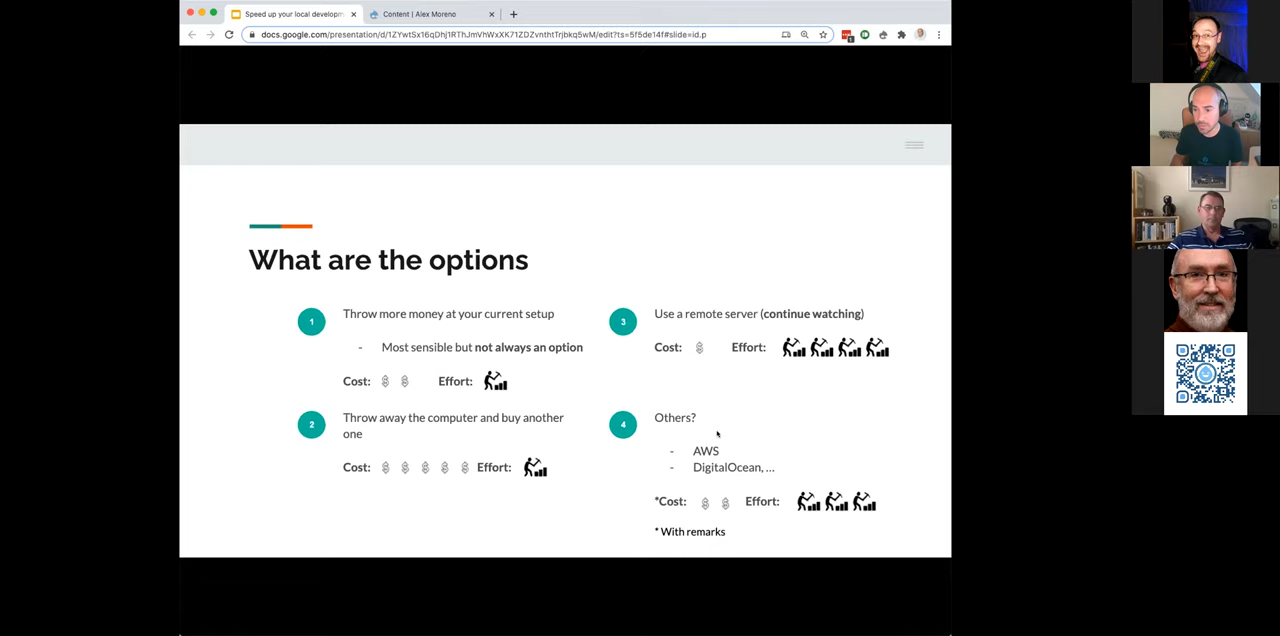 Speed up your local developm
Content | Alex Moreno
docs.google.com/presentation/d/1ZYwtSx16qDhj1RThJmVhWxXK71ZDZvnthtTrjbkq5wM/edit?ts=5f5de14f#slide=id.p
What are the options
1
Throw more money at your current setup
- Most sensible but not always an option
Cost: Effort:
2
Throw away the computer and buy another
one
Cost: Effort:
3
Use a remote server (continue watching)
Cost: Effort:
4
Others?
- AWS
- DigitalOcean, ...
*Cost: Effort:
* With remarks